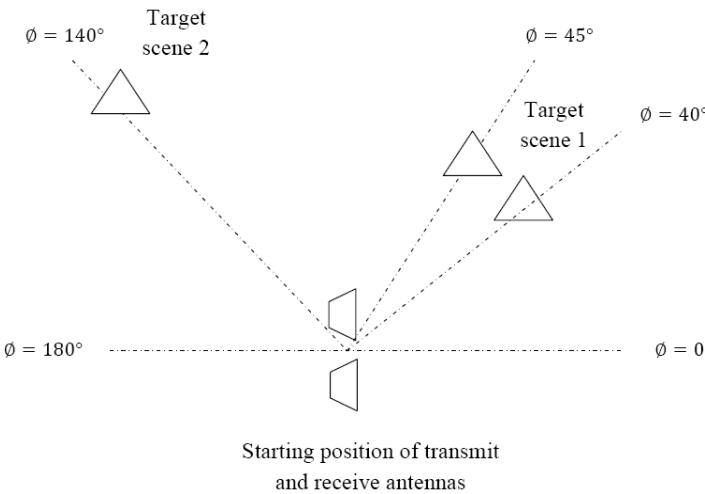 Target
scene 2
∅ = 140°
∅ = 45°
Target
scene 1
∅ = 40°
∅ = 180°
∅ = 0
Starting position of transmit
and receive antennas